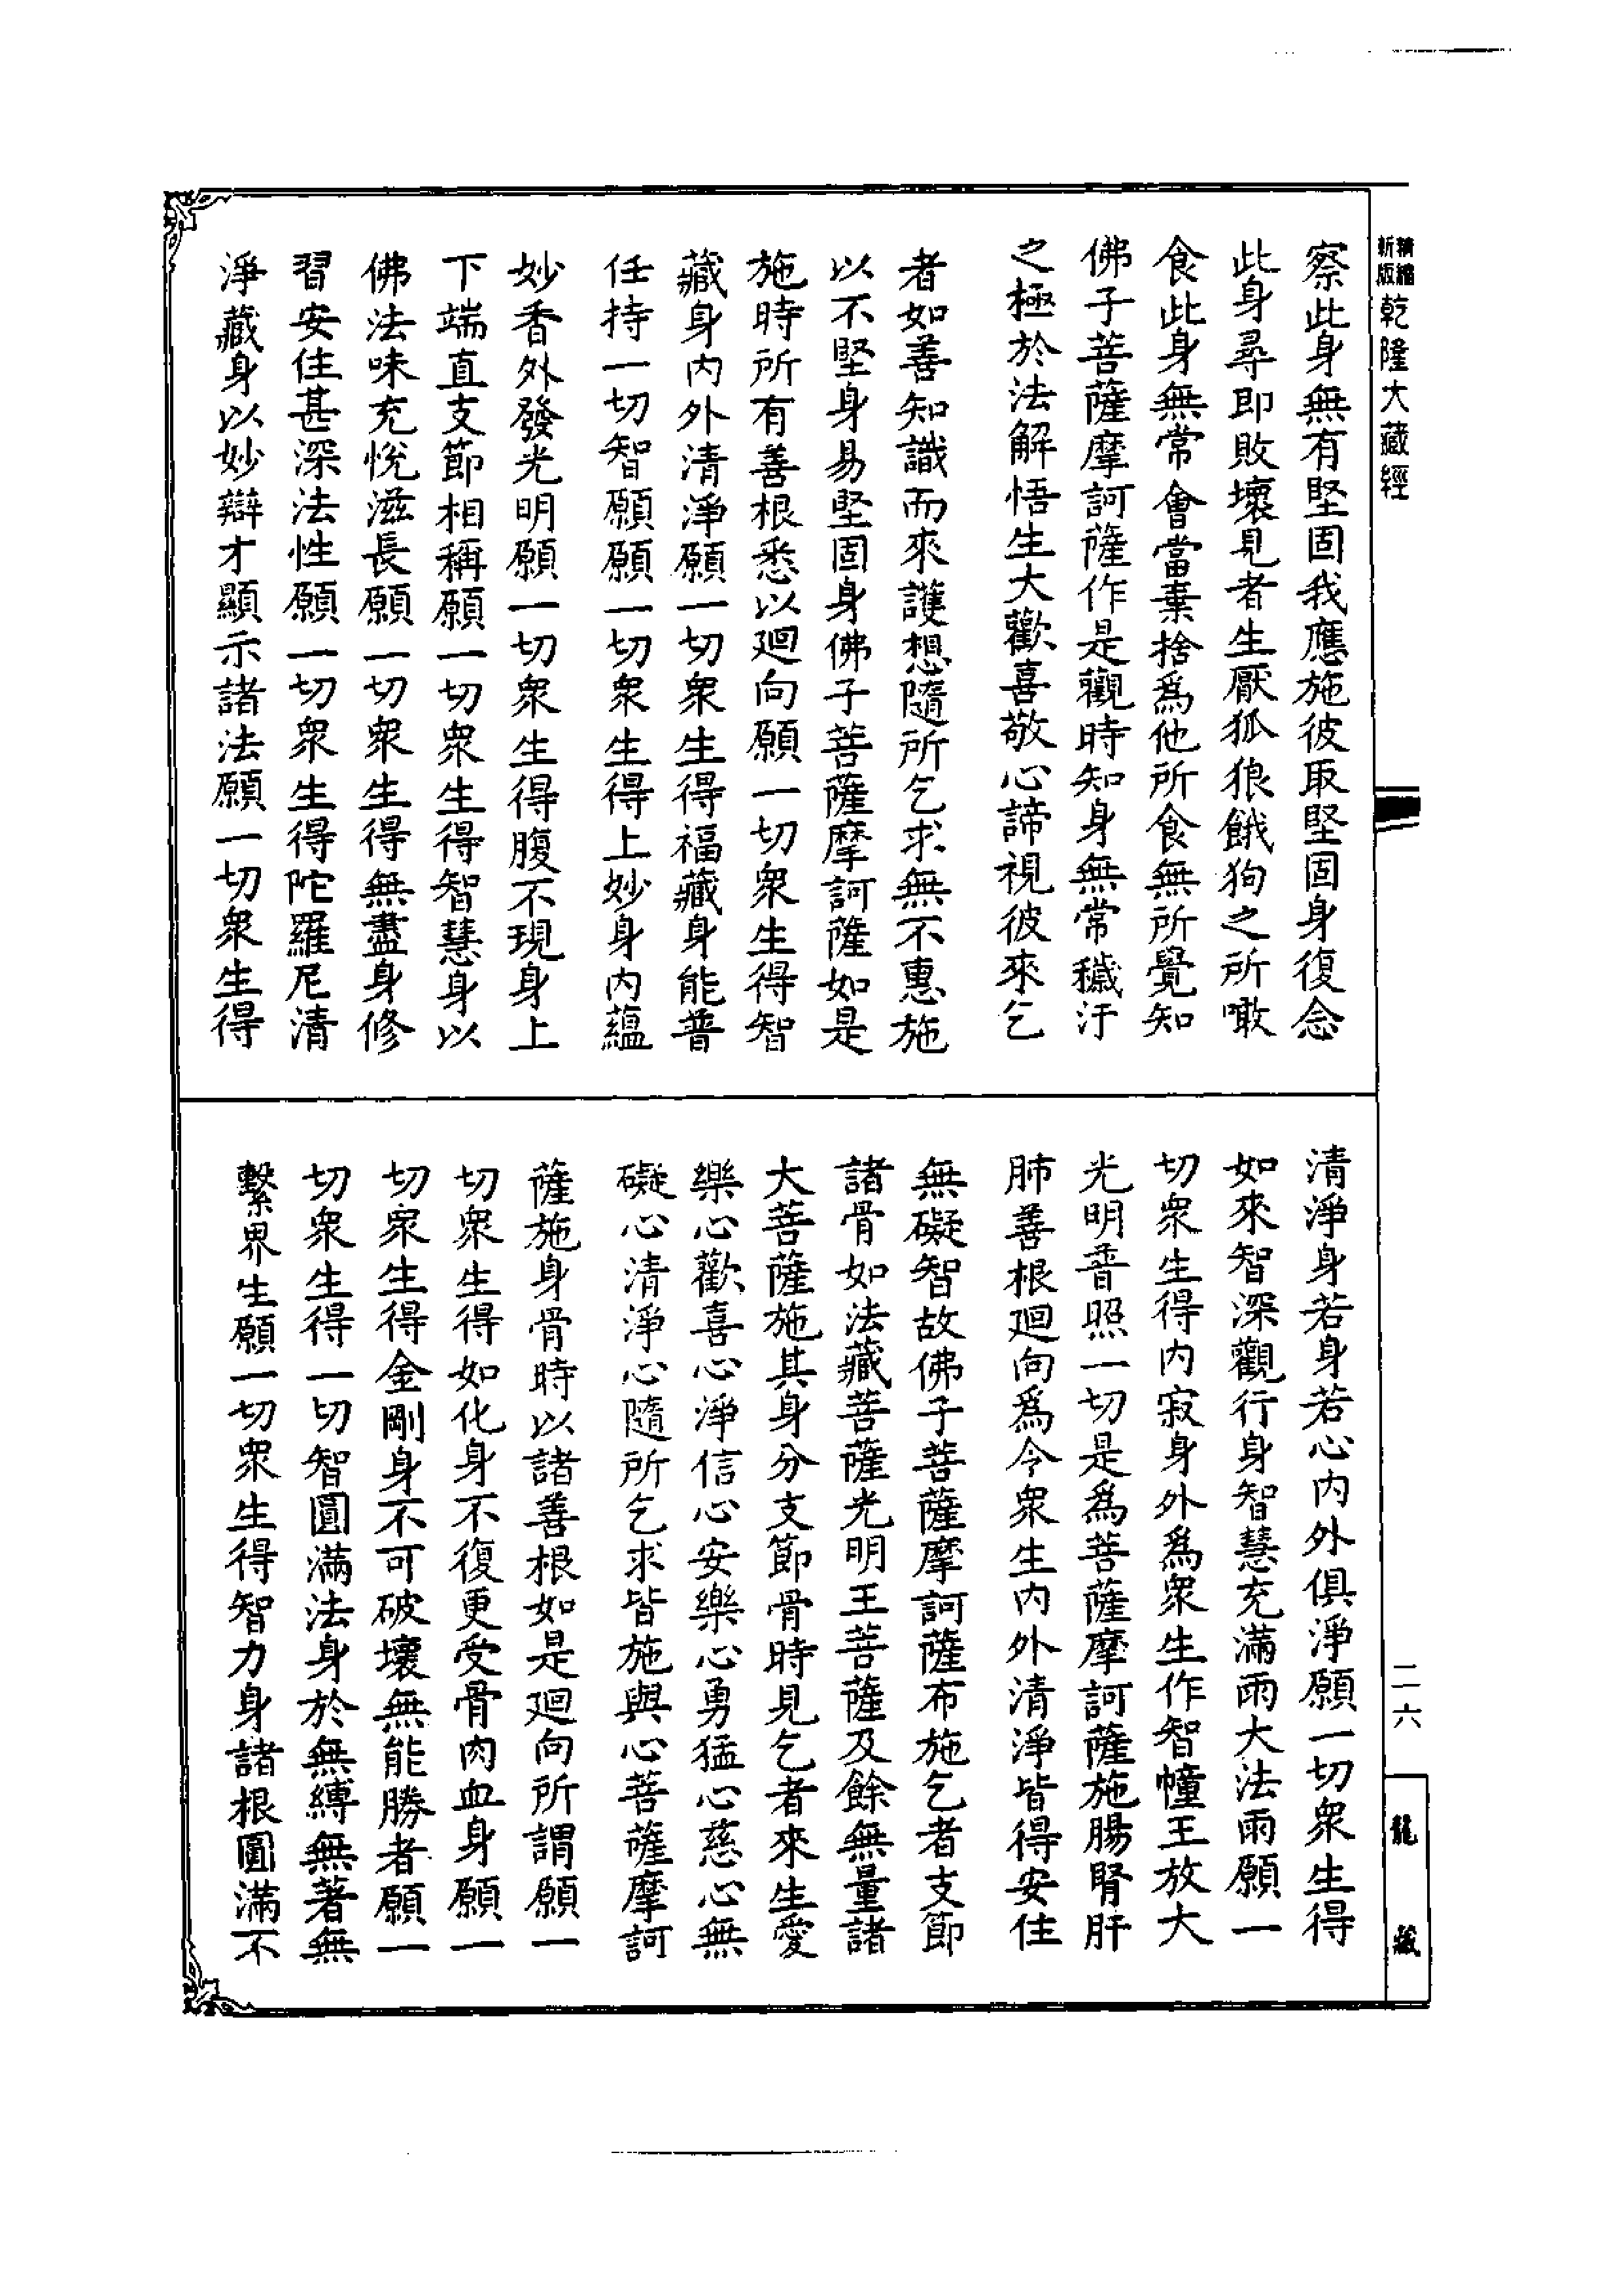 精縮
新版
乾隆大藏經
察此身無有堅固我應施彼取堅固身復念
此身尋即敗壞見者生厭狐狼餓狗之所噉
食此身無常會當棄捨為他所食無所覺知
佛子菩薩摩訶薩作是觀時知身無常穢汙
之極於法解悟生大歡喜敬心諦視彼來乞
者如善知識而來護想隨所乞求無不惠施
以不堅身易堅固身佛子菩薩摩訶薩如是
施時所有善根悉以廻向願一切衆生得智
藏身內外清淨願一切衆生得福藏身能普
任持一切智願願一切衆生得上妙身內蘊
妙香外發光明願一切衆生得腹不現身上
下端直支節相稱願一切衆生得智慧身以
佛法味充悅滋長願一切衆生得無盡身修
習安住甚深法性願一切衆生得陀羅尼清
淨藏身以妙辯才顯示諸法願一切衆生得
清淨身若身若心內外俱淨願一切衆生得
如來智深觀行身智慧充滿雨大法雨願一
切衆生得內寂身外為衆生作智幢王放大
光明普照一切是為菩薩摩訶薩施腸腎肝
肺善根廻向為令衆生內外清淨皆得安住
無礙智故佛子菩薩摩訶薩布施乞者支節
諸骨如法藏菩薩光明王菩薩及餘無量諸
大菩薩施其身分支節骨時見乞者來生愛
樂心歡喜心淨信心安樂心勇猛心慈心無
礙心清淨心隨所乞求皆施與心菩薩摩訶
薩施身骨時以諸善根如是廻向所謂願一
切衆生得如化身不復更受骨肉血身願一
切衆生得金剛身不可破壞無能勝者願一
切衆生得一切智圓滿法身於無縛無著無
繫界生願一切衆生得智力身諸根圓滿不
二六
龍藏